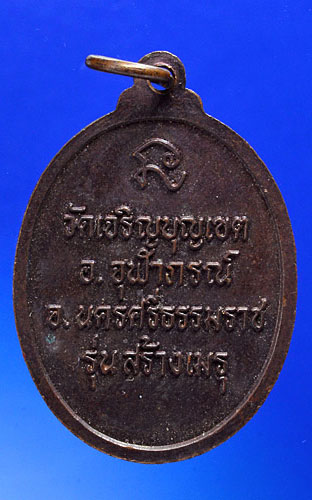 วัดเจริญบุญเขต
อ. จุฬาภรณ์
จ. นครศรีธรรมราช
รุ่นสร้างเมรุ